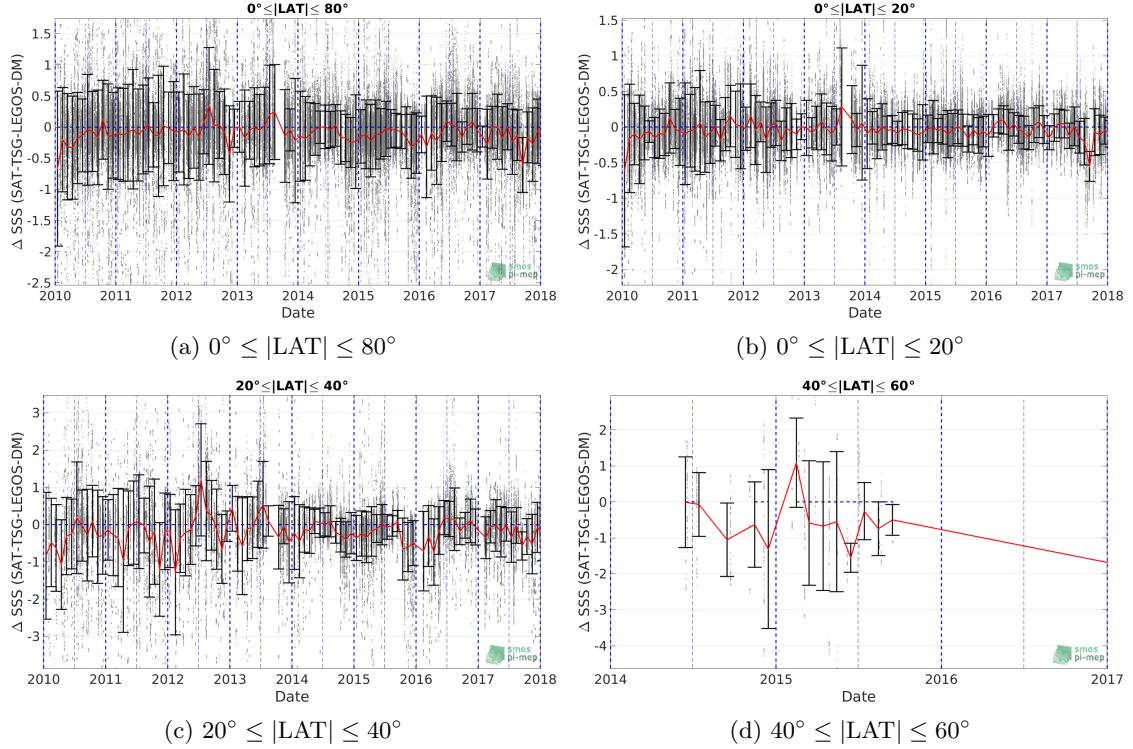 0°≤|LAT|≤ 80°
1.5
1
0.5
0
-0.5
-1
-1.5
-2
-2.5
Δ SSS (SAT-TSG-LEGOS-DM)
2010 2011 2012 2013 2014 2015 2016 2017 2018
Date
smos
pi-mep
(a) 0° ≤ |LAT| ≤ 80°
0°≤|LAT|≤ 20°
1.5
1
0.5
0
-0.5
-1
-1.5
-2
Δ SSS (SAT-TSG-LEGOS-DM)
2010 2011 2012 2013 2014 2015 2016 2017 2018
Date
smos
pi-mep
(b) 0° ≤ |LAT| ≤ 20°
20°≤|LAT|≤ 40°
3
2
1
0
-1
-2
-3
Δ SSS (SAT-TSG-LEGOS-DM)
2010 2011 2012 2013 2014 2015 2016 2017 2018
Date
smos
pi-mep
(c) 20° ≤ |LAT| ≤ 40°
40°≤|LAT|≤ 60°
2
1
0
-1
-2
-3
-4
Δ SSS (SAT-TSG-LEGOS-DM)
2014 2015 2016 2017
Date
smos
pi-mep
(d) 40° ≤ |LAT| ≤ 60°